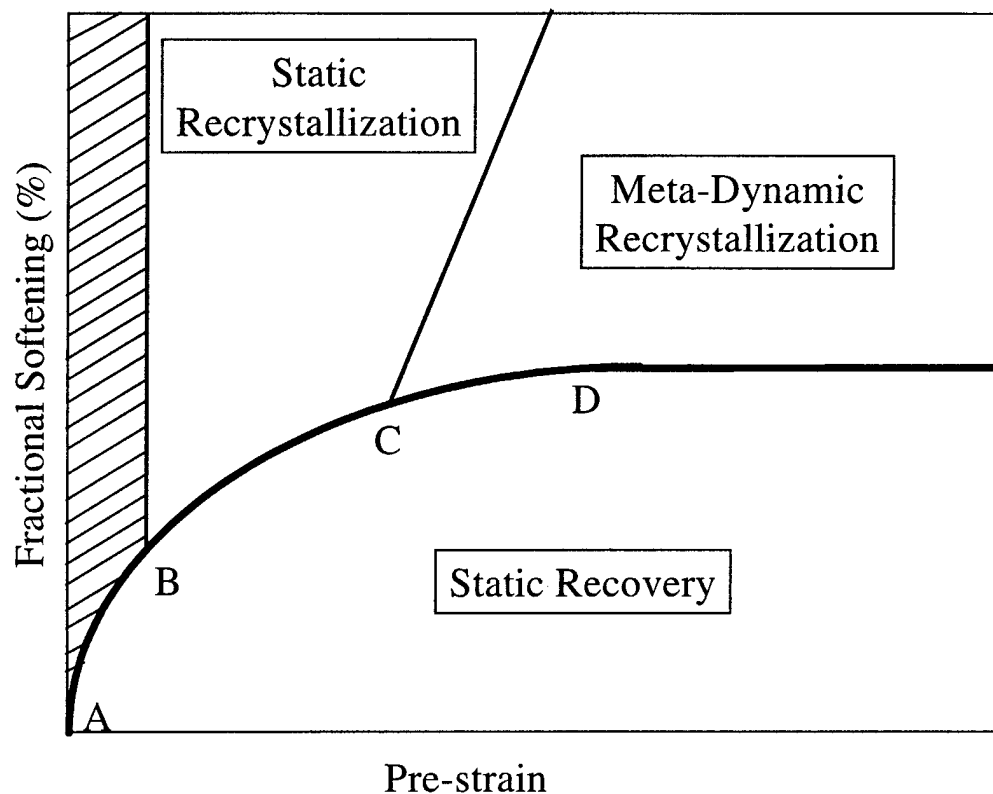 Static
Recrystallization
Meta-Dynamic
Recrystallization
Fractional Softening (%)
D
C
B
Static Recovery
A
Pre-strain